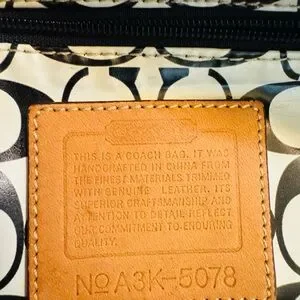 THIS IS A COACH BAG. IT WAS
HANDCRAFTED IN CHINA FROM
THE FINEST MATERIALS TRIMMED
WITH GENUINE LEATHER. ITS
SUPERIOR CRAFTSMANSHIP AND
ATTENTION TO DETAIL REFLECT
OUR COMMITMENT TO ENDURING
QUALITY.
No A3K-5078